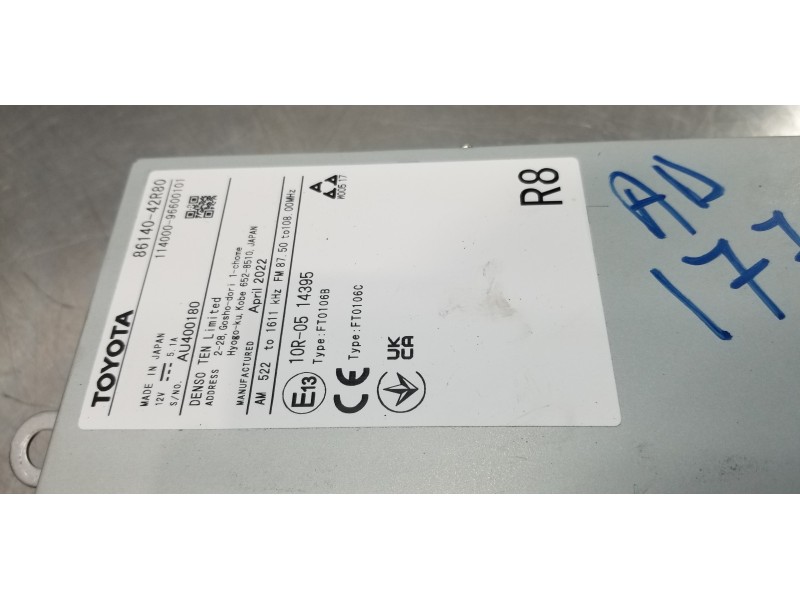 TOYOTA 86140-42R80
MADE IN JAPAN 114000-96600101
12V 5.1A
S/NO. AU400180
DENSO TEN Limited
ADDRESS 2-28, Gosho-dori 1-chome
Hyogo-ku, Kobe 652-8510, JAPAN
MANUFACTURED April 2022
AM 522 to 1611 kHz FM 87.50 to 108.00MHz
E13 10R-05 14395
Type:FT0106B
CE Type:FT0106C
UK CA
R8